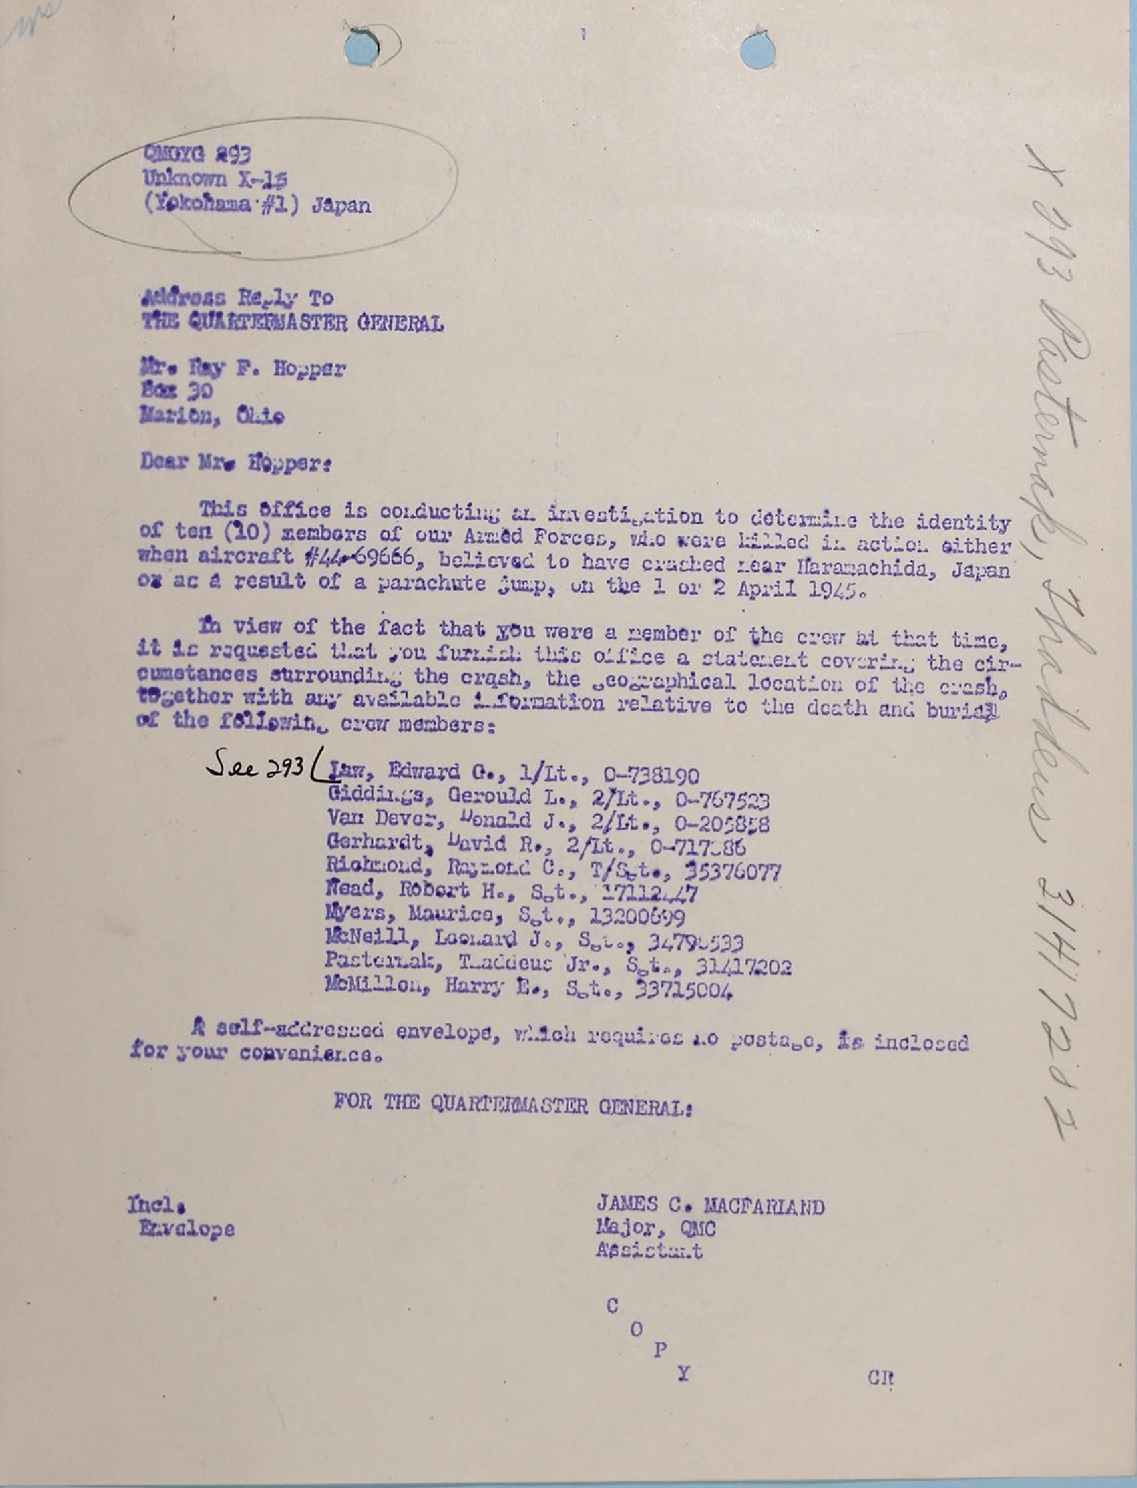 QMGYG 293
Unknown X-15
(Yokohama #1) Japan
Address Reply To
THE QUARTERMASTER GENERAL
Mr. Ray F. Hopper
Box 30
Marion, Ohio
Dear Mr. Hopper:
This office is conducting an investigation to determine the identity
of ten (10) members of our Armed Forces, who were killed in action either
when aircraft #44-69666, believed to have crashed near Haramachida, Japan
or as a result of a parachute jump, on the 1 or 2 April 1945.
In view of the fact that you were a member of the crew at that time,
it is requested that you furnish this office a statement covering the cir-
cumstances surrounding the crash, the geographical location of the crash,
together with any available information relative to the death and burial
of the following crew members:
See 293 Law, Edward G., 1/Lt., O-738190
Giddings, Gerould L., 2/Lt., O-767523
Van Dever, Donald J., 2/Lt., O-205858
Gerhardt, David R., 2/Lt.,
Richmond, Raymond C., T/Sgt., 35376077
Nead, Robert H., Sgt.,
Myers, Maurice, Sgt., 13200699
McNeill, Leonard J., Sgt.,
Pasternak, Thaddeus Jr., Sgt., 31417202
McMillon, Harry E., Sgt., 33715004
A self-addressed envelope, which requires no postage, is inclosed
for your convenience.
FOR THE QUARTERMASTER GENERAL:
Incl.
Envelope
JAMES C. MACFARLAND
Major, QMC
Assistant
C
O
P
Y
CR
X 293 Pasternak, Thaddeus 31417202